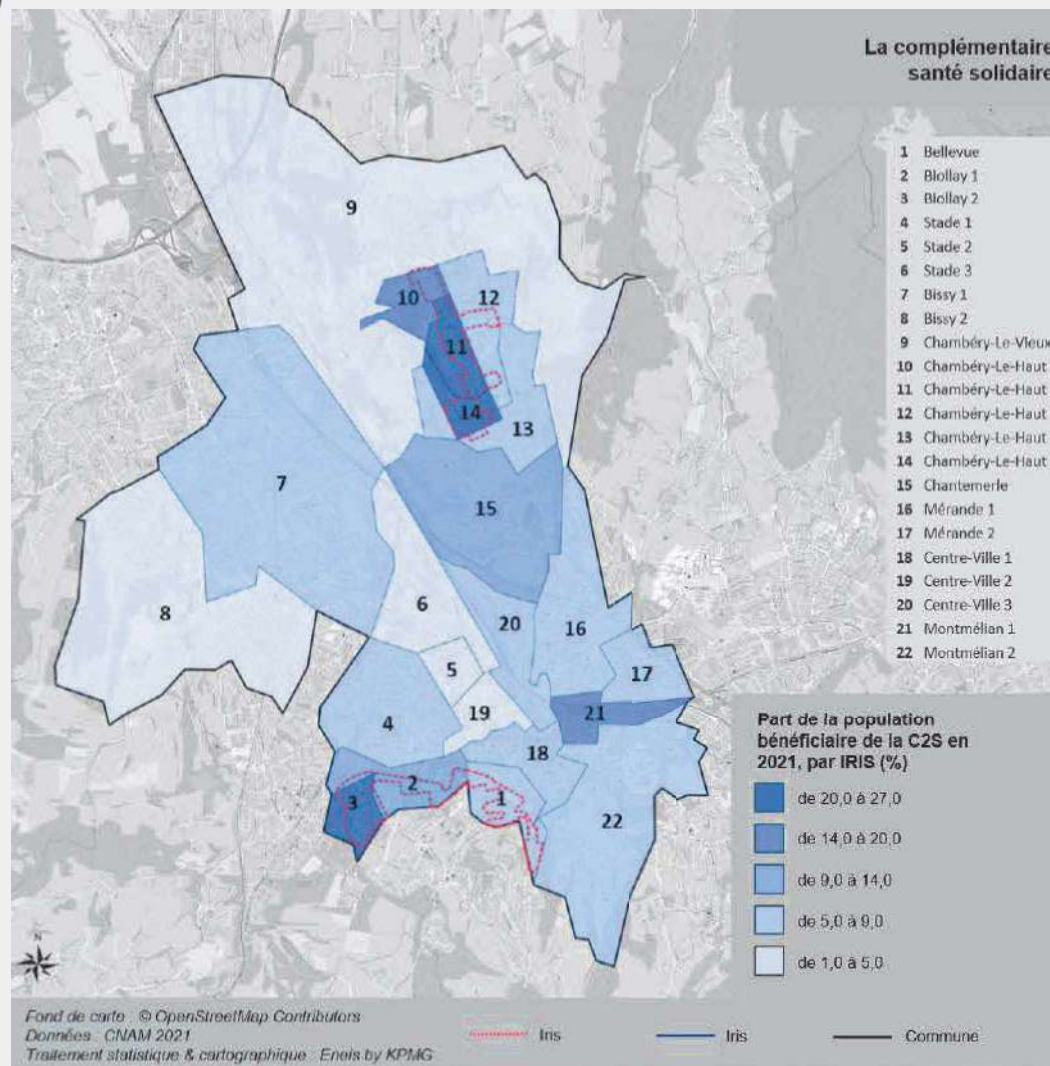 La complémentaire
santé solidaire
1 Bellevue
2 Biollay 1
3 Biollay 2
4 Stade 1
5 Stade 2
6 Stade 3
7 Bissy 1
8 Bissy 2
9 Chambéry-Le-Vieux
10 Chambéry-Le-Haut
11 Chambéry-Le-Haut
12 Chambéry-Le-Haut
13 Chambéry-Le-Haut
14 Chambéry-Le-Haut
15 Chantemerle
16 Mérande 1
17 Mérande 2
18 Centre-Ville 1
19 Centre-Ville 2
20 Centre-Ville 3
21 Montmélian 1
22 Montmélian 2
9
10
12
11
14
13
7
15
8
6
20
16
5
17
19
21
4
18
2
3
1
22
Part de la population
bénéficiaire de la C2S en
2021, par IRIS (%)
de 20,0 à 27,0
de 14,0 à 20,0
de 9,0 à 14,0
de 5,0 à 9,0
de 1,0 à 5,0
N
Fond de carte : © OpenStreetMap Contributors
Données : CNAM 2021
Traitement statistique & cartographique : Eneis by KPMG
Iris
Iris
Commune